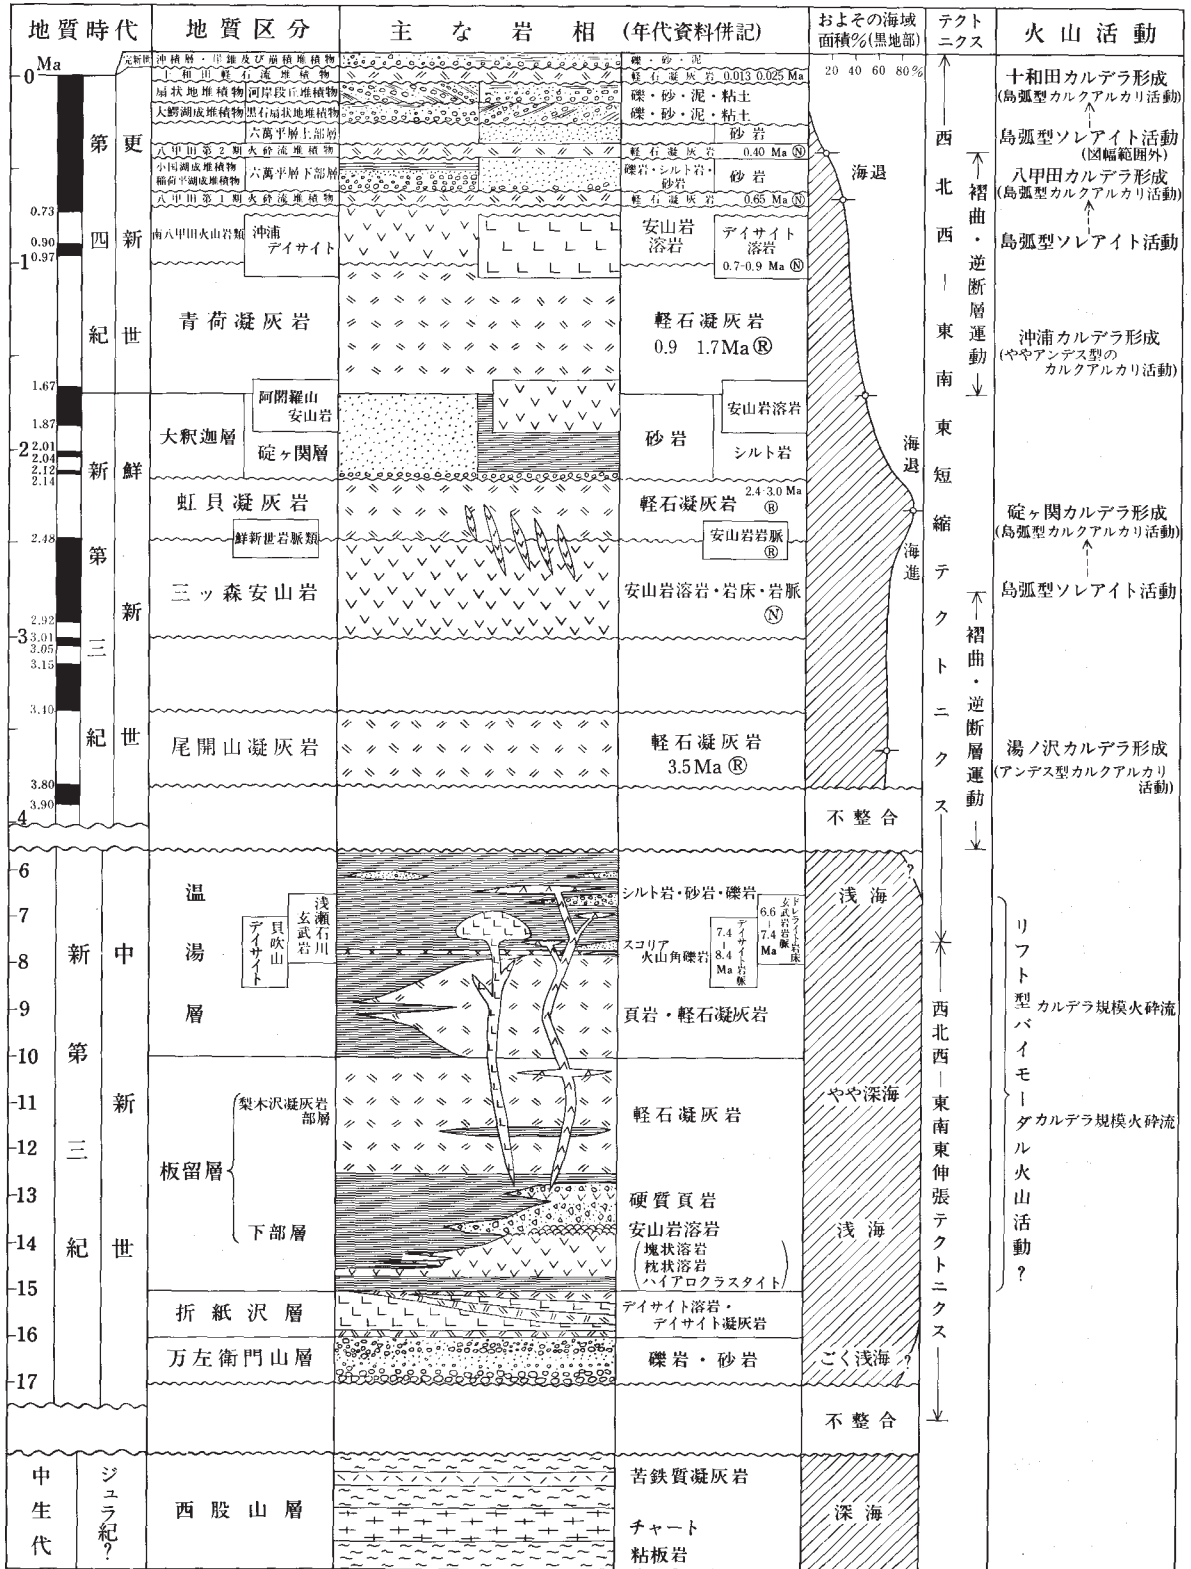 地質時代
地質区分
主な岩相 (年代資料併記)
およその海域
面積%(黒地部)
テクト
ニクス
火山活動
Ma
20 40 60 80%
完新世
沖積層・崖錐及び崩積堆積物
礫・砂・泥
0
十和田軽石流堆積物
軽石凝灰岩 0.013 0.025 Ma
十和田カルデラ形成
(島弧型カルクアルカリ活動)
扇状地堆積物
河岸段丘堆積物
礫・砂・泥・粘土
大鰐湖成堆積物
黒石扇状地堆積物
礫・砂・泥・粘土
六萬平層上部層
砂岩
島弧型ソレアイト活動
(図幅範囲外)
八甲田第2期火砕流堆積物
軽石凝灰岩 0.40 Ma Ⓝ
小国湖成堆積物
稲荷平湖成堆積物
六萬平層下部層
礫岩・シルト岩・
砂岩
砂岩
海退
八甲田カルデラ形成
(島弧型カルクアルカリ活動)
八甲田第1期火砕流堆積物
軽石凝灰岩 0.65 Ma Ⓝ
第四紀
更新世
0.73
0.90
0.97
1
南八甲田火山岩類
沖浦
デイサイト
安山岩
溶岩
デイサイト
溶岩
0.7-0.9 Ma Ⓝ
島弧型ソレアイト活動
褶曲・逆断層運動
青荷凝灰岩
軽石凝灰岩
0.9 1.7Ma Ⓡ
沖浦カルデラ形成
(ややアンデス型の
カルクアルカリ活動)
1.67
1.87
2
2.01
2.04
2.12
2.14
新第三紀
鮮新世
阿闍羅山
安山岩
大釈迦層
碇ヶ関層
砂岩
安山岩溶岩
シルト岩
海退
西北西―東南東短縮テクトニクス
虹貝凝灰岩
軽石凝灰岩 2.4-3.0 Ma
Ⓡ
碇ヶ関カルデラ形成
(島弧型カルクアルカリ活動)
2.48
鮮新世岩脈類
安山岩岩脈
Ⓡ
海進
三ッ森安山岩
安山岩溶岩・岩床・岩脈
Ⓝ
島弧型ソレアイト活動
2.92
3
3.01
3.05
3.15
3.40
褶曲・逆断層運動
尾開山凝灰岩
軽石凝灰岩
3.5Ma Ⓡ
湯ノ沢カルデラ形成
(アンデス型カルクアルカリ
活動)
3.80
3.90
4
不整合
6
7
8
9
10
11
12
13
14
15
16
17
新第三紀
中新世
温湯層
貝吹山
デイサイト
浅瀬石川
玄武岩
シルト岩・砂岩・礫岩
スコリア
火山角礫岩
7.4
-
8.4
Ma
デイサイト岩脈
6.6
-
7.4
Ma
玄武岩岩脈
ドレライト岩床
?
浅海
頁岩・軽石凝灰岩
カルデラ規模火砕流
リフト型バイモーダル火山活動?
西北西―東南東伸張テクトニクス
板留層
梨木沢凝灰岩
部層
軽石凝灰岩
やや深海
カルデラ規模火砕流
下部層
硬質頁岩
安山岩溶岩
(塊状溶岩
枕状溶岩
ハイアロクラスタイト)
浅海
折紙沢層
デイサイト溶岩・
デイサイト凝灰岩
万左衛門山層
礫岩・砂岩
ごく浅海
?
不整合
中生代
ジュラ紀?
西股山層
苦鉄質凝灰岩
チャート
粘板岩
深海